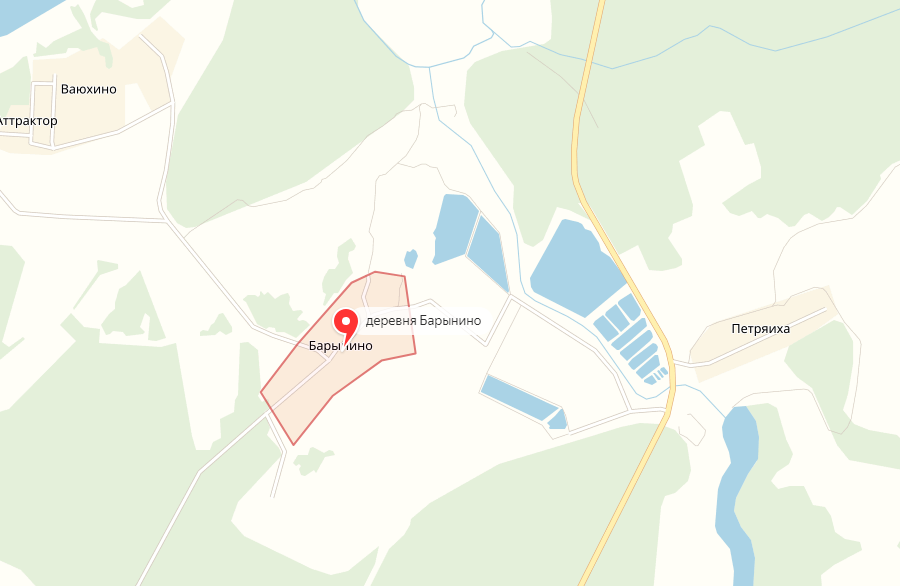 Ваюхино
Аттрактор
деревня Барынино
Барынино
Петряиха